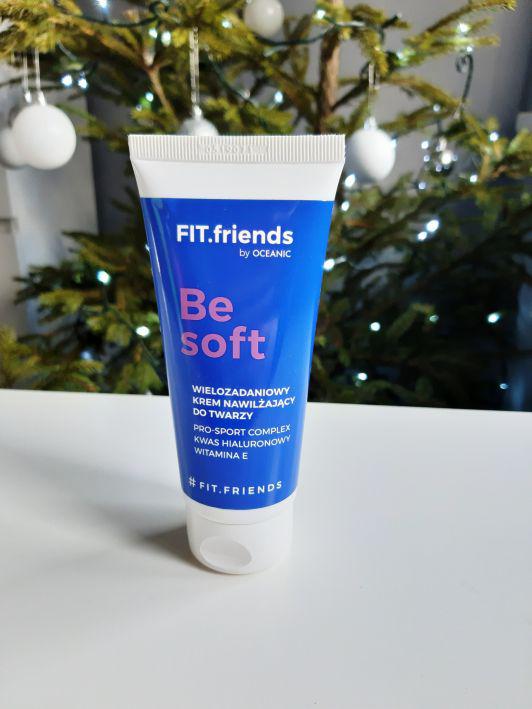 FIT.friends
by OCEANIC
Be
soft
WIELOZADANIOWY
KREM NAWILŻAJĄCY
DO TWARZY
PRO-SPORT COMPLEX
KWAS HIALURONOWY
WITAMINA E
#FIT.FRIENDS